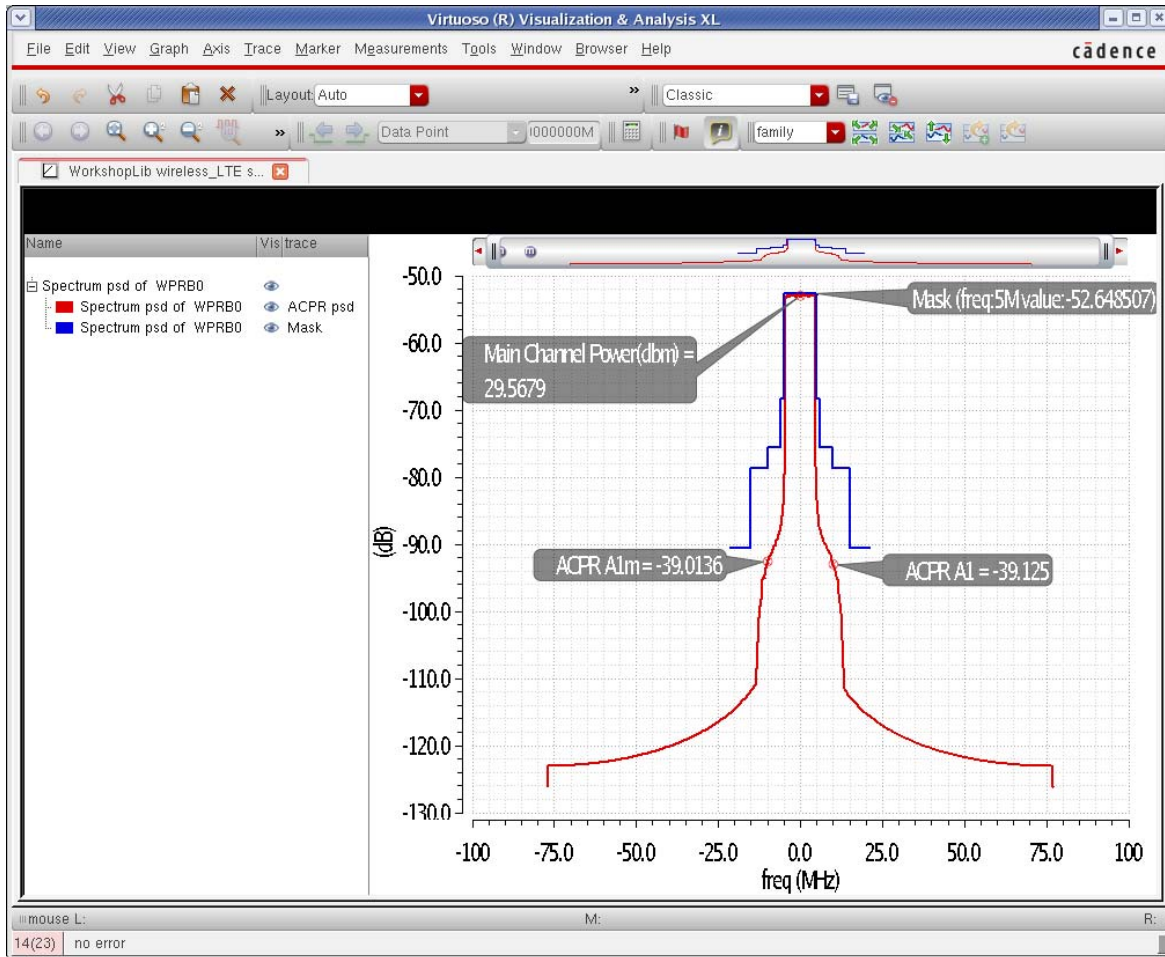 Virtuoso (R) Visualization & Analysis XL
File Edit View Graph Axis Trace Marker Measurements Tools Window Browser Help
cādence
Layout: Auto
»
Classic
»
Data Point
1000000M
family
WorkshopLib wireless_LTE s...
Name Vis trace
Spectrum psd of WPRB0
Spectrum psd of WPRB0 ACPR psd
Spectrum psd of WPRB0 Mask
-50.0
-60.0
-70.0
-80.0
-90.0
-100.0
-110.0
-120.0
-130.0
(dB)
Mask (freq:5M value:-52.648507)
Main Channel Power(dbm) =
29.5679
ACPR A1m = -39.0136
ACPR A1 = -39.125
-100 -75.0 -50.0 -25.0 0.0 25.0 50.0 75.0 100
freq (MHz)
mouse L: M: R:
14(23) no error